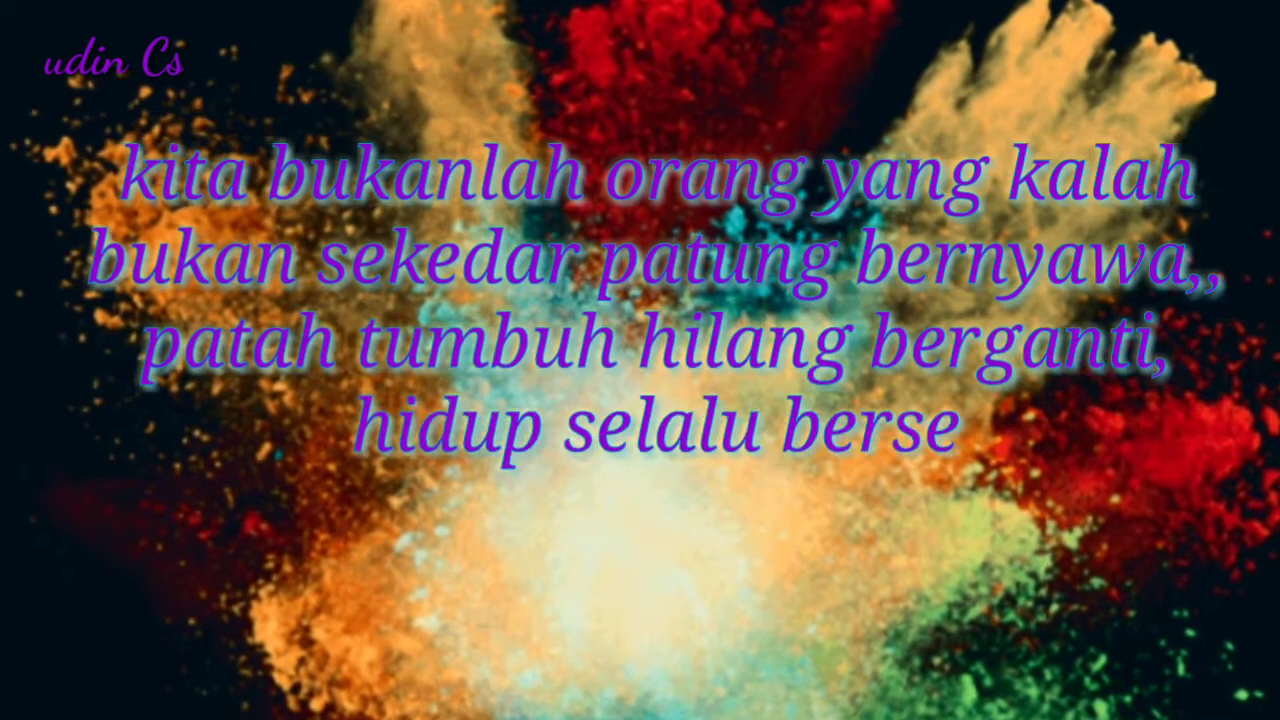 udin Cs
kita bukanlah orang yang kalah
bukan sekedar patung bernyawa,,
patah tumbuh hilang berganti,
hidup selalu berse